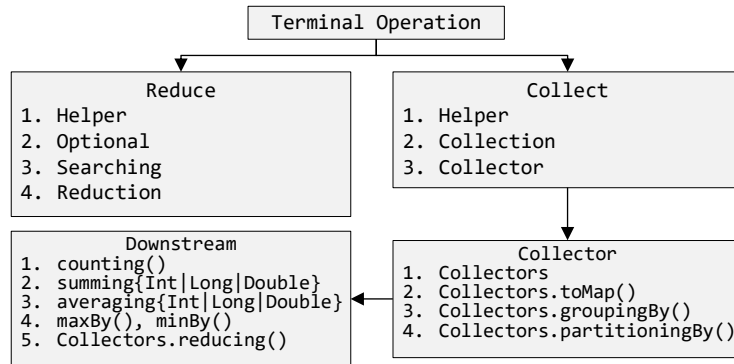 Terminal Operation
Reduce
1. Helper
2. Optional
3. Searching
4. Reduction
Collect
1. Helper
2. Collection
3. Collector
Downstream
1. counting()
2. summing{Int|Long|Double}
3. averaging{Int|Long|Double}
4. maxBy(), minBy()
5. Collectors.reducing()
Collector
1. Collectors
2. Collectors.toMap()
3. Collectors.groupingBy()
4. Collectors.partitioningBy()